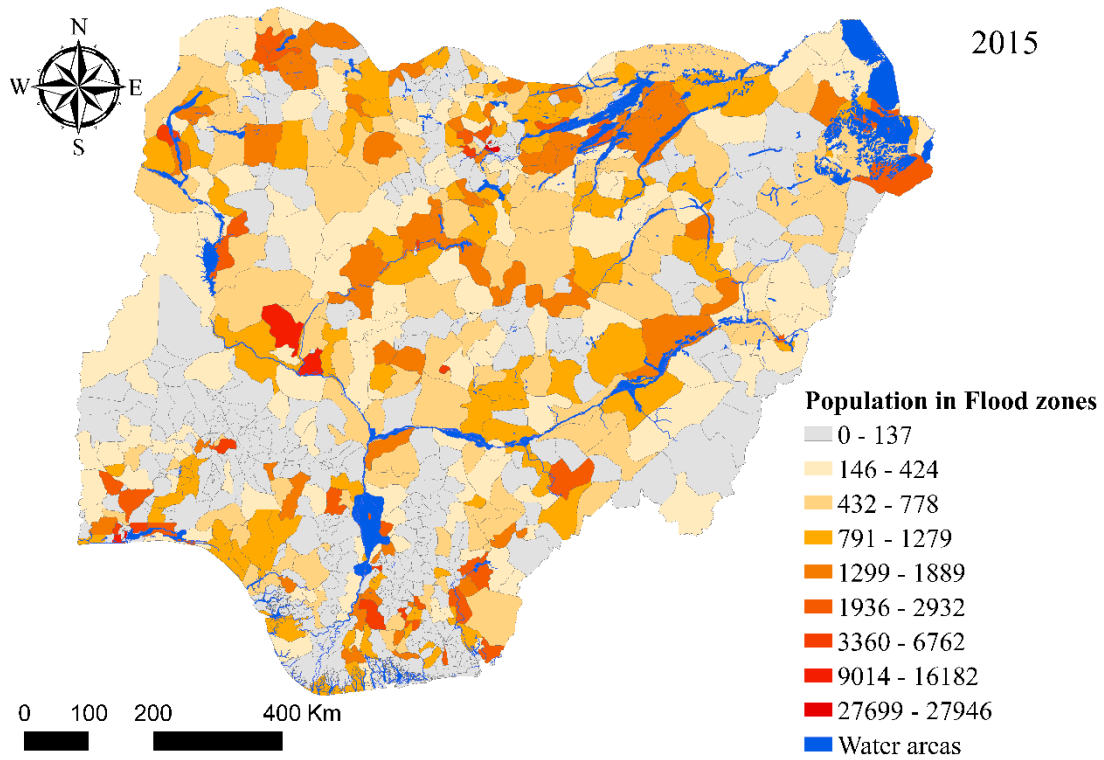 N
2015
W E
S
Population in Flood zones
0 - 137
146 - 424
432 - 778
791 - 1279
1299 - 1889
1936 - 2932
3360 - 6762
9014 - 16182
27699 - 27946
Water areas
0 100 200 400 Km